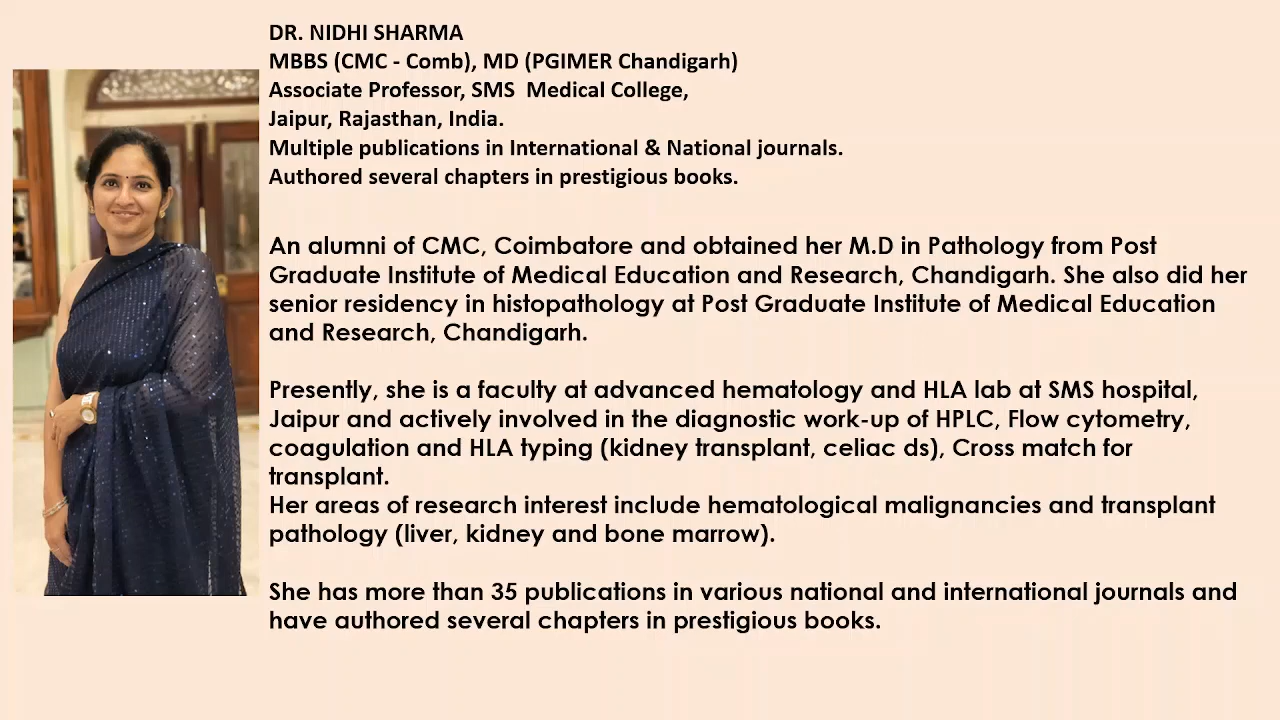 DR. NIDHI SHARMA
MBBS (CMC - Comb), MD (PGIMER Chandigarh)
Associate Professor, SMS  Medical College,
Jaipur, Rajasthan, India.
Multiple publications in International & National journals.
Authored several chapters in prestigious books.
An alumni of CMC, Coimbatore and obtained her M.D in Pathology from Post
Graduate Institute of Medical Education and Research, Chandigarh. She also did her
senior residency in histopathology at Post Graduate Institute of Medical Education
and Research, Chandigarh.
Presently, she is a faculty at advanced hematology and HLA lab at SMS hospital,
Jaipur and actively involved in the diagnostic work-up of HPLC, Flow cytometry,
coagulation and HLA typing (kidney transplant, celiac ds), Cross match for
transplant.
Her areas of research interest include hematological malignancies and transplant
pathology (liver, kidney and bone marrow).
She has more than 35 publications in various national and international journals and
have authored several chapters in prestigious books.